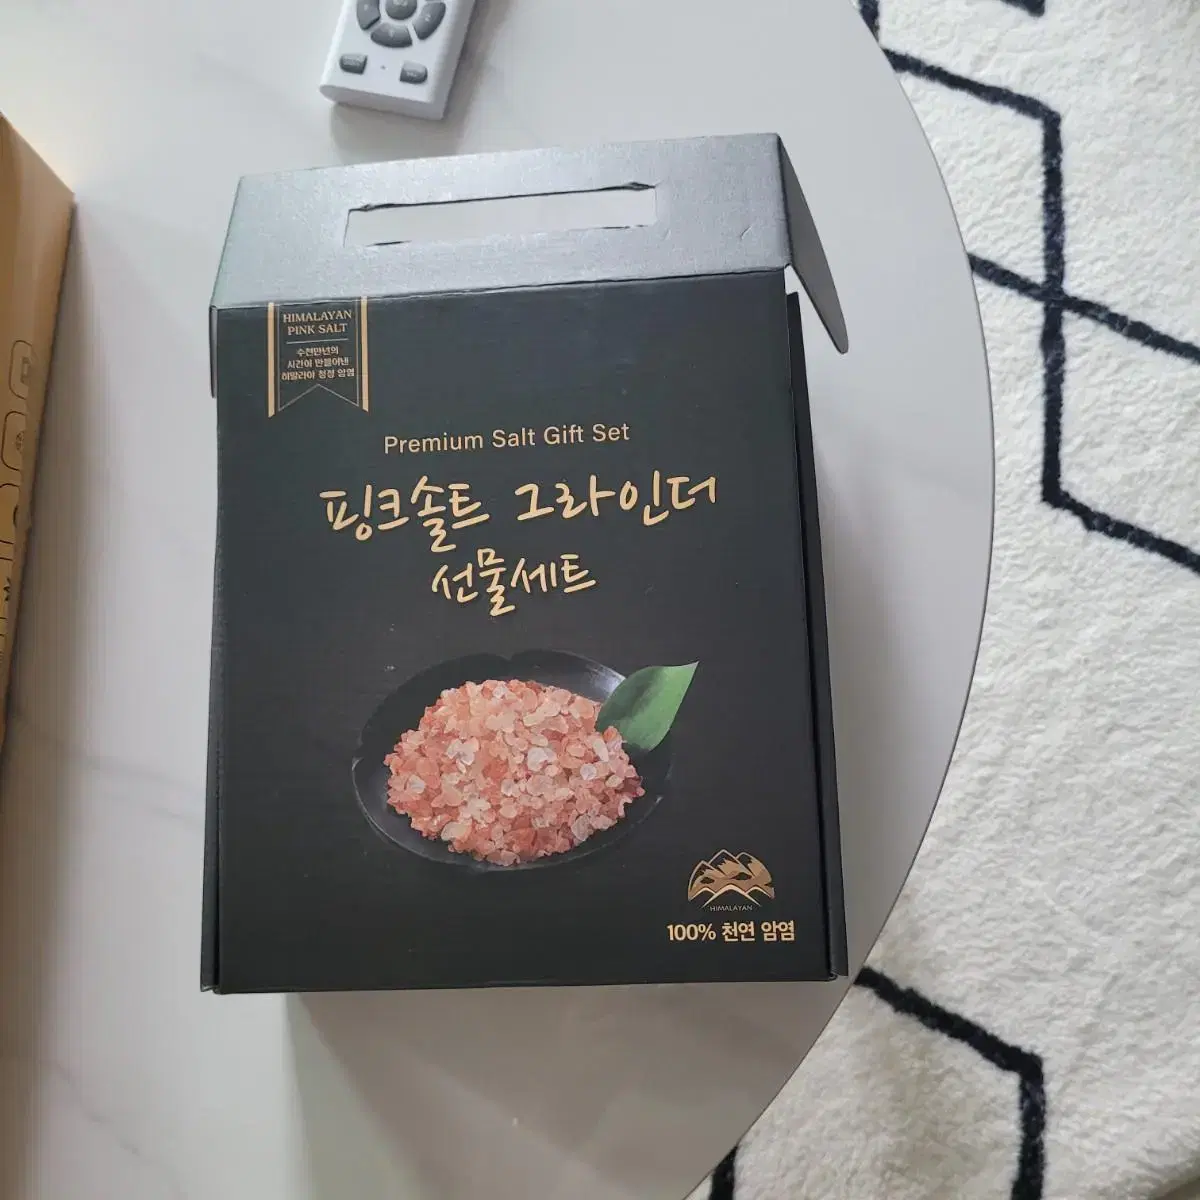 HIMALAYAN
PINK SALT
수천만년의
시간이 만들어낸
히말라야 청정 암염
Premium Salt Gift Set
핑크솔트 그라인더
선물세트
HIMALAYAN
100% 천연 암염